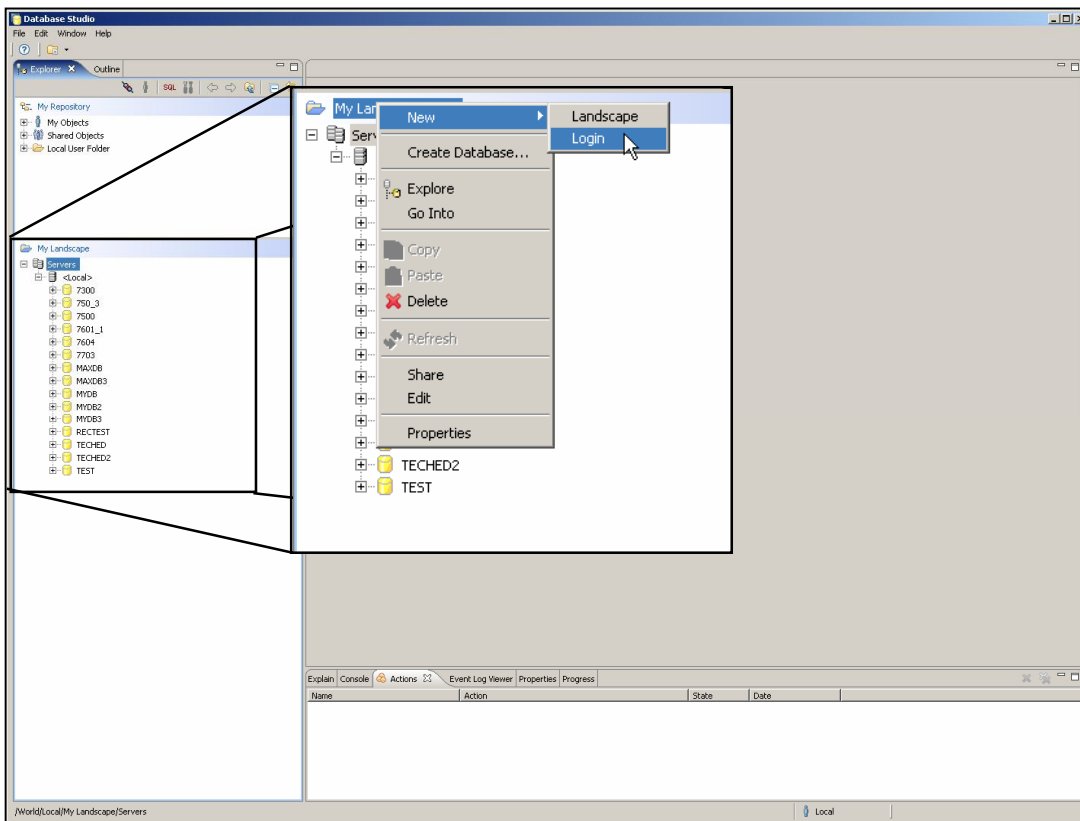 Database Studio
File Edit Window Help
Explorer Outline
SQL
My Repository
My Objects
Shared Objects
Local User Folder
My Landscape
Servers
<Local>
7300
750_3
7500
7601_1
7604
7703
MAXDB
MAXDB3
MYDB
MYDB2
MYDB3
RECTEST
TECHED
TECHED2
TEST
My Lar
Serv
New
Landscape
Login
Create Database...
Explore
Go Into
Copy
Paste
Delete
Refresh
Share
Edit
Properties
TECHED2
TEST
Explain Console Actions Event Log Viewer Properties Progress
Name Action State Date
/World/Local/My Landscape/Servers Local